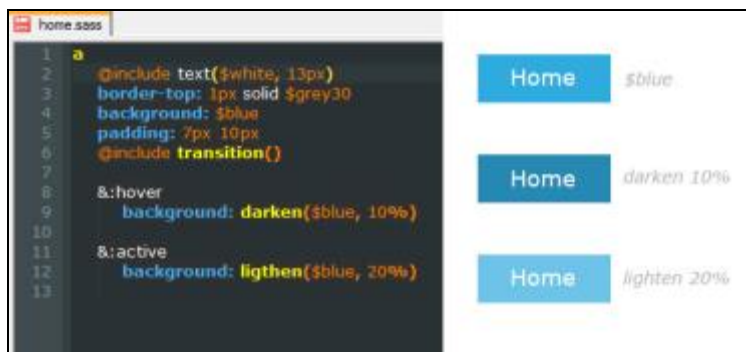 home.sass
1 a
2 @include text($white, 13px)
3 border-top: 1px solid $grey30
4 background: $blue
5 padding: 7px 10px
6 @include transition()
7
8 &:hover
9 background: darken($blue, 10%)
10
11 &:active
12 background: ligthen($blue, 20%)
13
Home $blue
Home darken 10%
Home lighten 20%